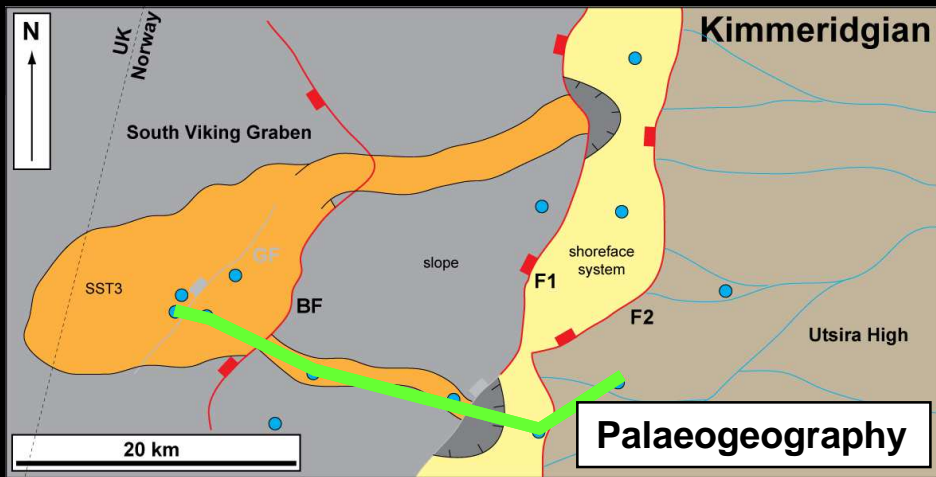 N
UK
Norway
Kimmeridgian
South Viking Graben
shoreface
system
slope
GF
SST3
BF
F1
F2
Utsira High
20 km
Palaeogeography